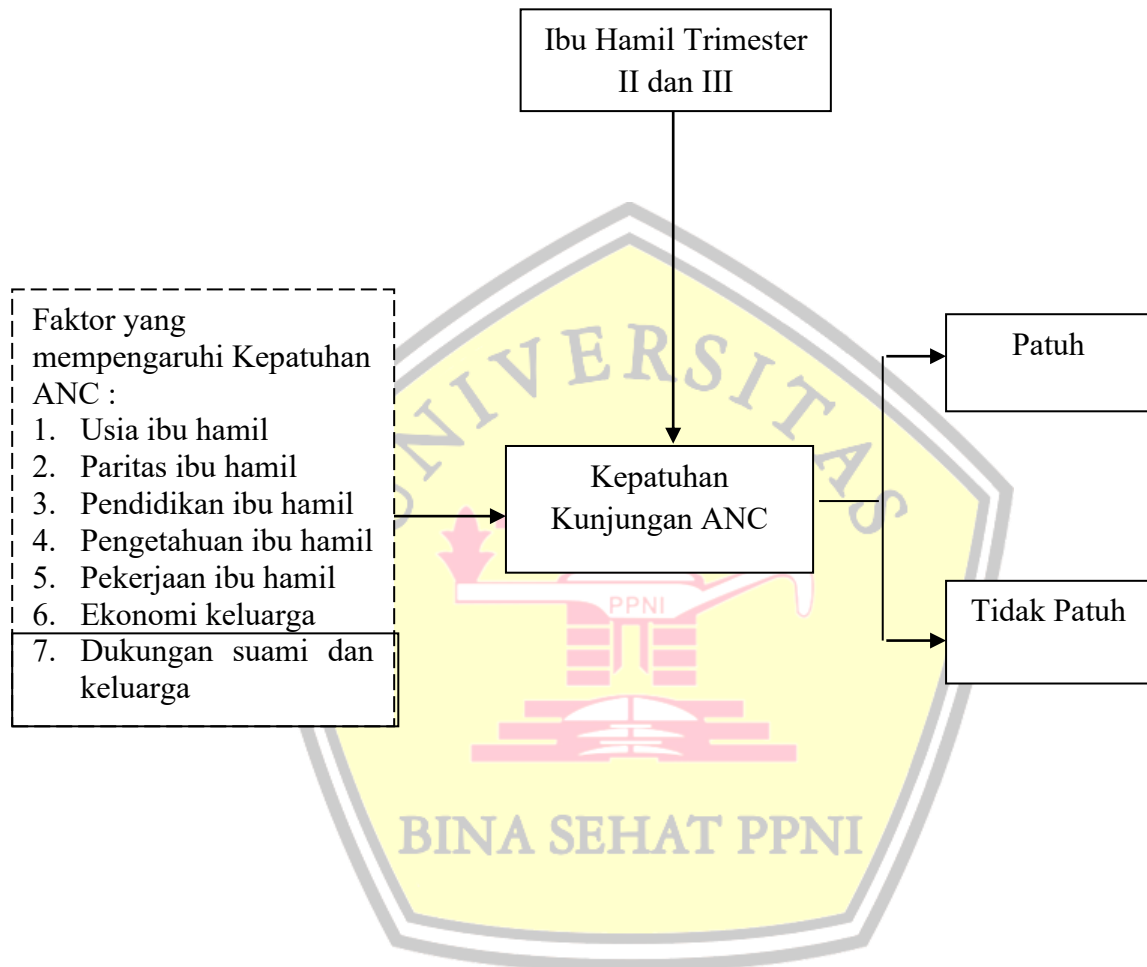 Ibu Hamil Trimester
II dan III
Faktor yang
mempengaruhi Kepatuhan
ANC :
1. Usia ibu hamil
2. Paritas ibu hamil
3. Pendidikan ibu hamil
4. Pengetahuan ibu hamil
5. Pekerjaan ibu hamil
6. Ekonomi keluarga
7. Dukungan suami dan
keluarga
Kepatuhan
Kunjungan ANC
Patuh
Tidak Patuh
UNIVERSITAS
PPNI
BINA SEHAT PPNI